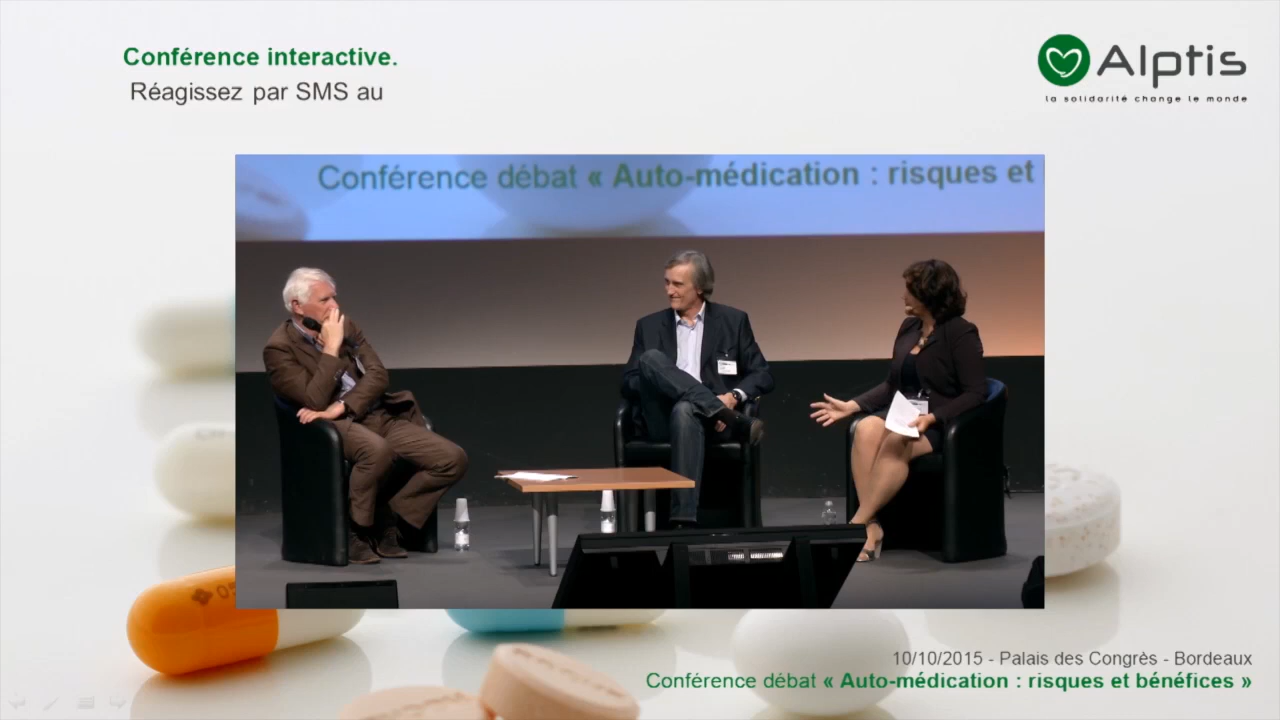 Conférence interactive.
Réagissez par SMS au
Alptis
la solidarité change le monde
Conférence débat « Auto-médication : risques et
10/10/2015 - Palais des Congrès - Bordeaux
Conférence débat « Auto-médication : risques et bénéfices »